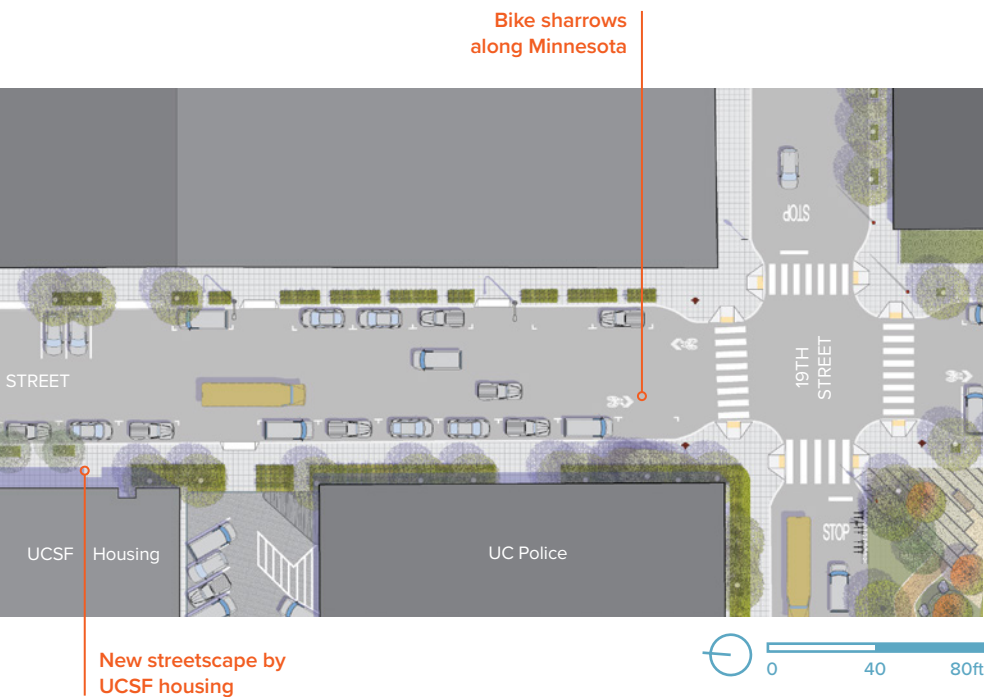 Bike sharrows
along Minnesota
STOP
STREET
19TH
STREET
UCSF Housing
UC Police
STOP
New streetscape by
UCSF housing
0 40 80ft